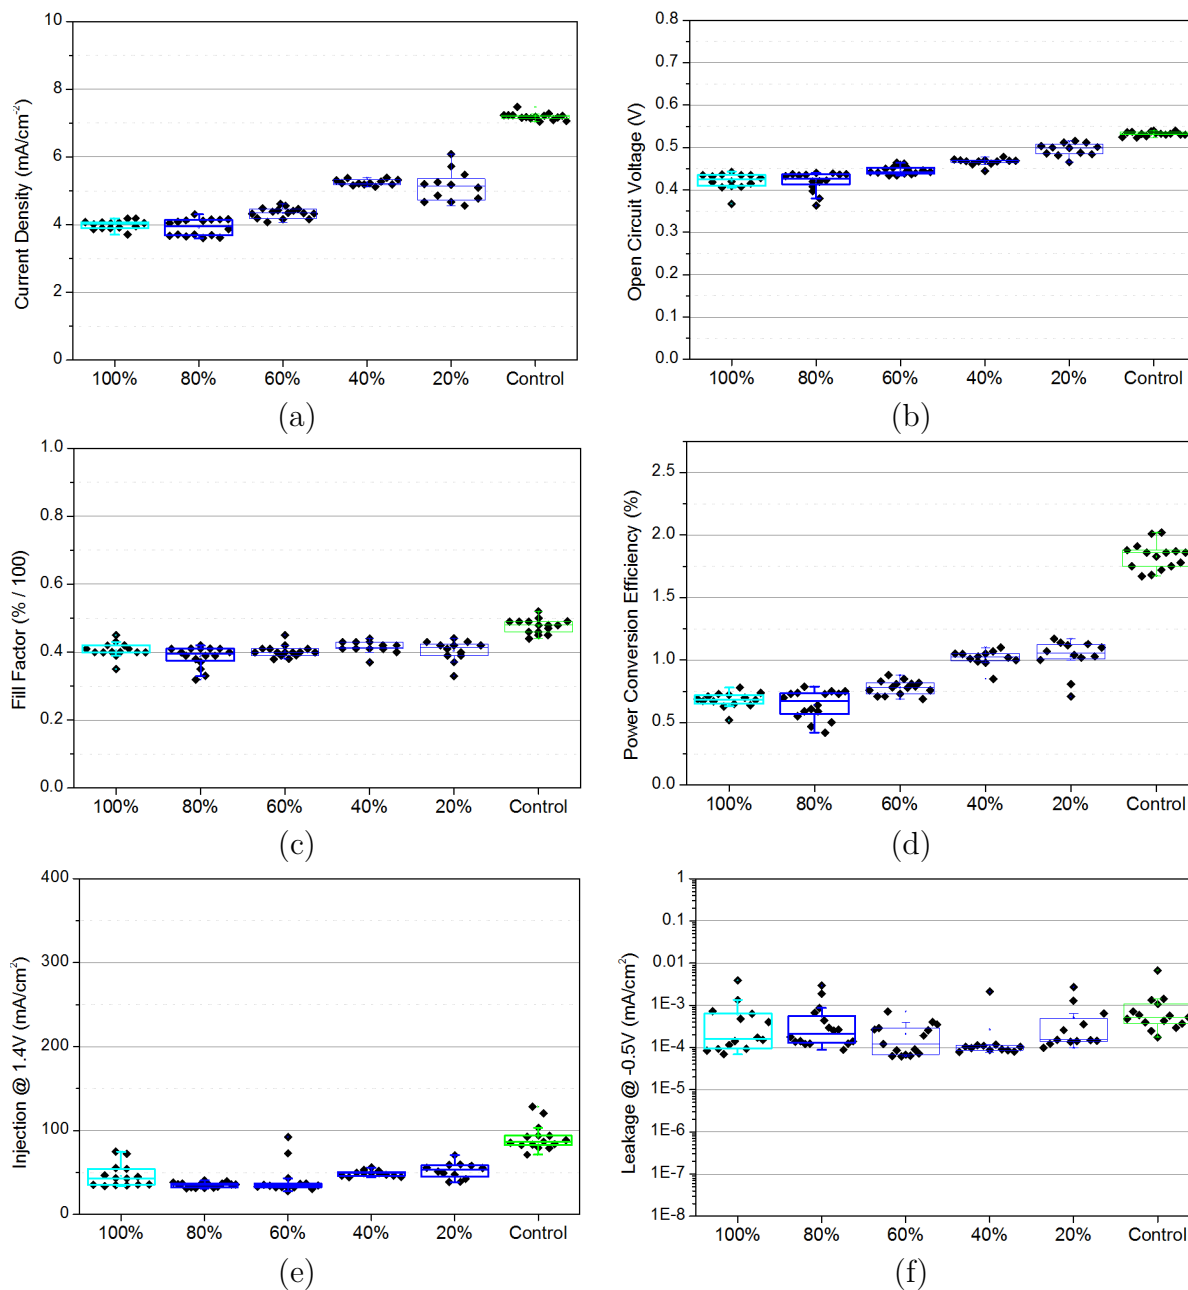 10
8
6
4
2
0
Current Density (mA/cm⁻²)
100% 80% 60% 40% 20% Control
(a)
0.8
0.7
0.6
0.5
0.4
0.3
0.2
0.1
0.0
Open Circuit Voltage (V)
100% 80% 60% 40% 20% Control
(b)
1.0
0.8
0.6
0.4
0.2
0.0
Fill Factor (% / 100)
100% 80% 60% 40% 20% Control
(c)
2.5
2.0
1.5
1.0
0.5
0.0
Power Conversion Efficiency (%)
100% 80% 60% 40% 20% Control
(d)
400
300
200
100
0
Injection @ 1.4V (mA/cm²)
100% 80% 60% 40% 20% Control
(e)
1
0.1
0.01
1E-3
1E-4
1E-5
1E-6
1E-7
1E-8
Leakage @ -0.5V (mA/cm²)
100% 80% 60% 40% 20% Control
(f)